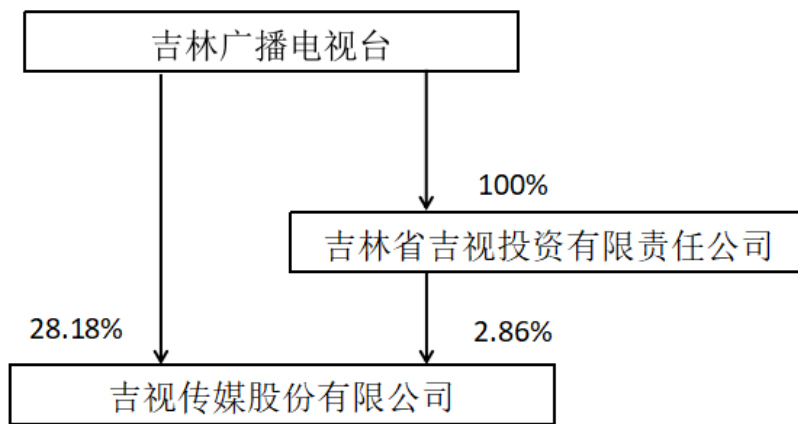 吉林广播电视台
100%
吉林省吉视投资有限责任公司
28.18%
2.86%
吉视传媒股份有限公司